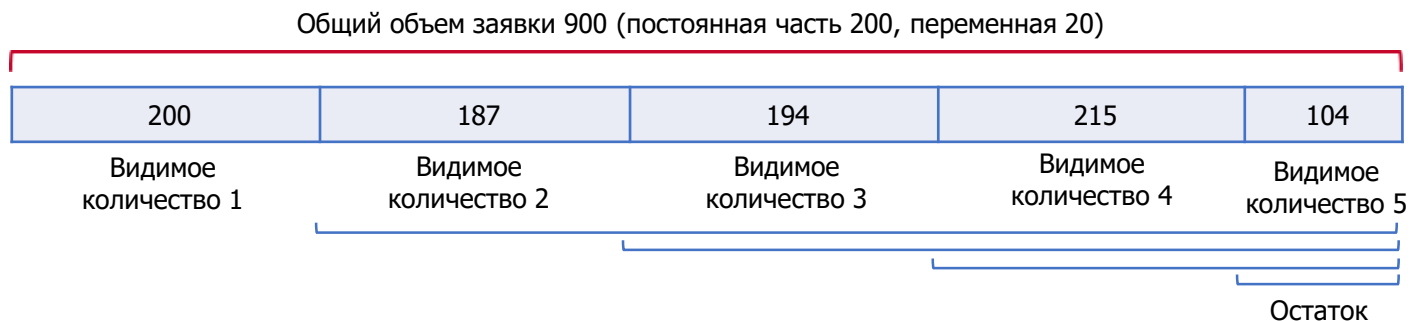 Общий объем заявки 900 (постоянная часть 200, переменная 20)
200 187 194 215 104
Видимое количество 1
Видимое количество 2
Видимое количество 3
Видимое количество 4
Видимое количество 5
Остаток